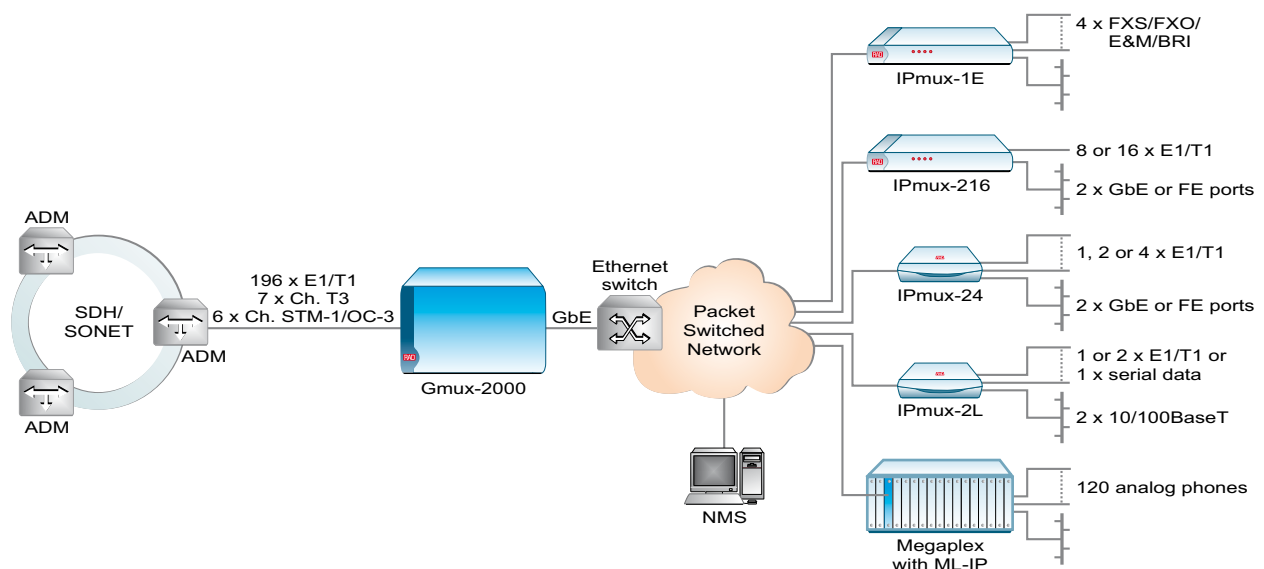 ADM
SDH/
SONET
ADM
ADM
196 x E1/T1
7 x Ch. T3
6 x Ch. STM-1/OC-3
RAD
Gmux-2000
GbE
Ethernet
switch
Packet
Switched
Network
NMS
RAD
IPmux-1E
4 x FXS/FXO/
E&M/BRI
RAD
IPmux-216
8 or 16 x E1/T1
2 x GbE or FE ports
IPmux-24
1, 2 or 4 x E1/T1
2 x GbE or FE ports
IPmux-2L
1 or 2 x E1/T1 or
1 x serial data
2 x 10/100BaseT
120 analog phones
Megaplex
with ML-IP